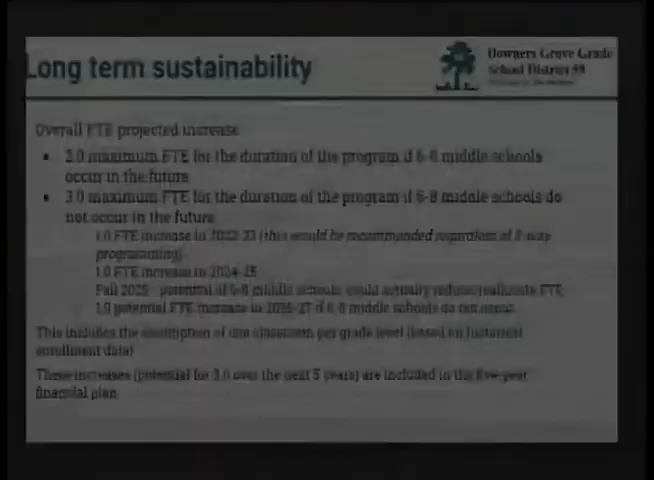 Long term sustainability
Downers Grove Grade
School District 58
Overall FTE projected increase
• 2.0 maximum FTE for the duration of the program if 6-8 middle schools
occur in the future
• 3.0 maximum FTE for the duration of the program if 6-8 middle schools do
not occur in the future
1.0 FTE increase in 2022-23 (this would be recommended regardless of 2-way
programming)
1.0 FTE increase in 2024-25
Fall 2025 potential if 6-8 middle schools could actually reduce/reallocate FTE
1.0 potential FTE increase in 2026-27 if 6-8 middle schools do not occur
This includes the assumption of one classroom per grade level (based on historical
enrollment data)
These increases (potential for 3.0 over the next 5 years) are included in the five-year
financial plan